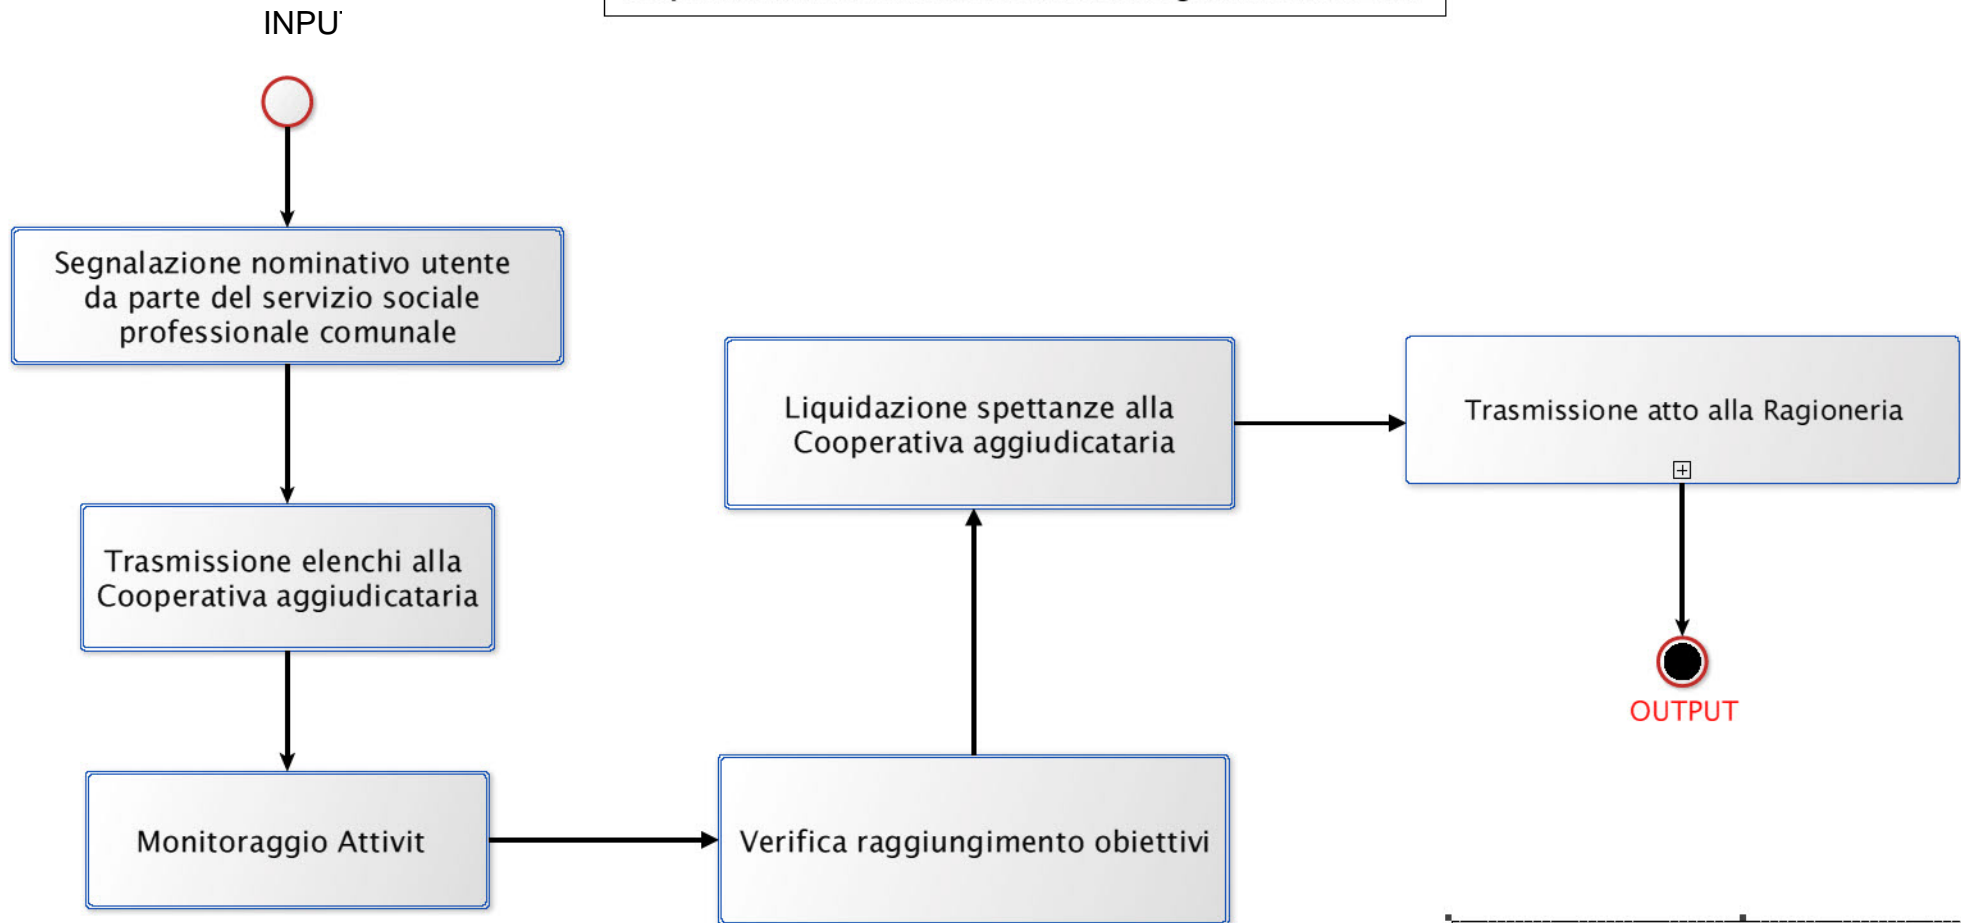 INPUT
Segnalazione nominativo utente
da parte del servizio sociale
professionale comunale
Trasmissione elenchi alla
Cooperativa aggiudicataria
Monitoraggio Attivit
Verifica raggiungimento obiettivi
Liquidazione spettanze alla
Cooperativa aggiudicataria
Trasmissione atto alla Ragioneria
OUTPUT